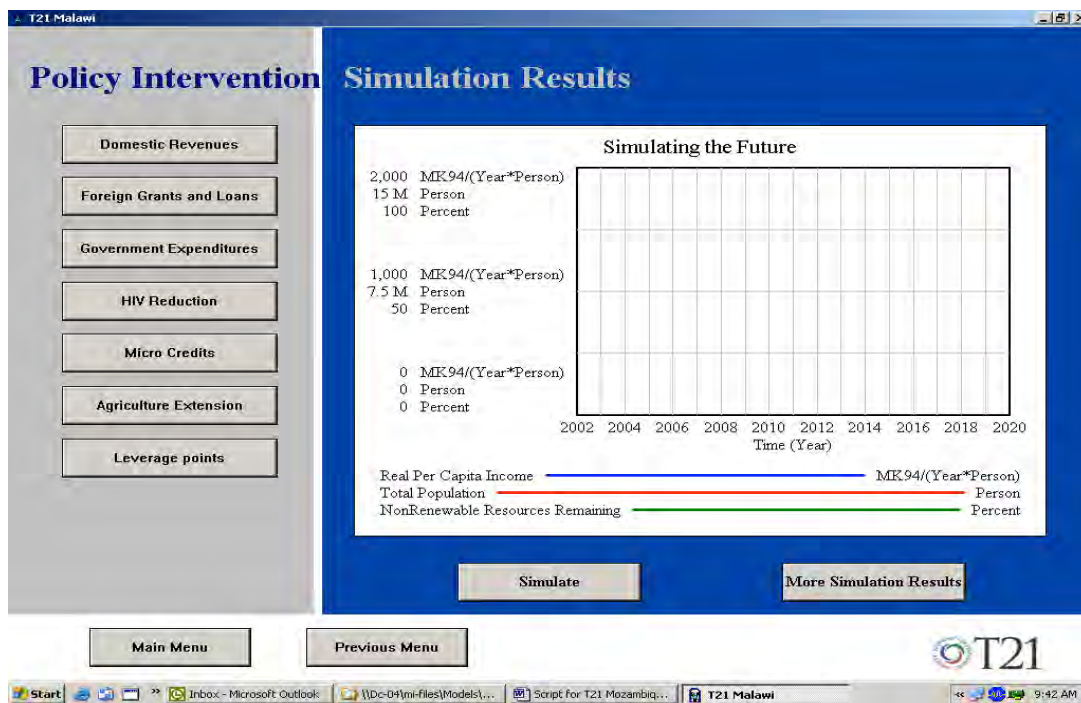 T21 Malawi
Policy Intervention
Simulation Results
Domestic Revenues
Foreign Grants and Loans
Government Expenditures
HIV Reduction
Micro Credits
Agriculture Extension
Leverage points
Simulating the Future
2,000 MK94/(Year*Person)
15 M Person
100 Percent
1,000 MK94/(Year*Person)
7.5 M Person
50 Percent
0 MK94/(Year*Person)
0 Person
0 Percent
2002 2004 2006 2008 2010 2012 2014 2016 2018 2020
Time (Year)
Real Per Capita Income MK94/(Year*Person)
Total Population Person
NonRenewable Resources Remaining Percent
Simulate
More Simulation Results
Main Menu
Previous Menu
T21
Start » Inbox - Microsoft Outlook \\Dc-04\mi-files\Models\... Script for T21 Mozambiq... T21 Malawi « 9:42 AM